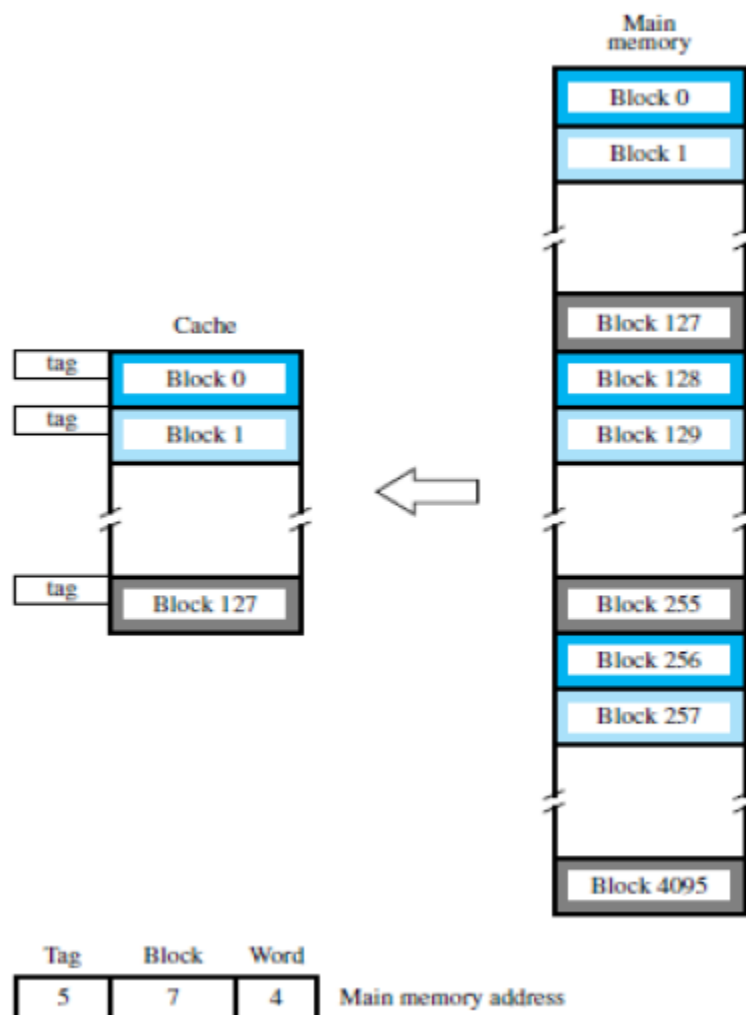 Main
memory
Block 0
Block 1
Block 127
Cache
tag
Block 0
Block 128
tag
Block 1
Block 129
tag
Block 127
Block 255
Block 256
Block 257
Block 4095
Tag Block Word
5 7 4 Main memory address